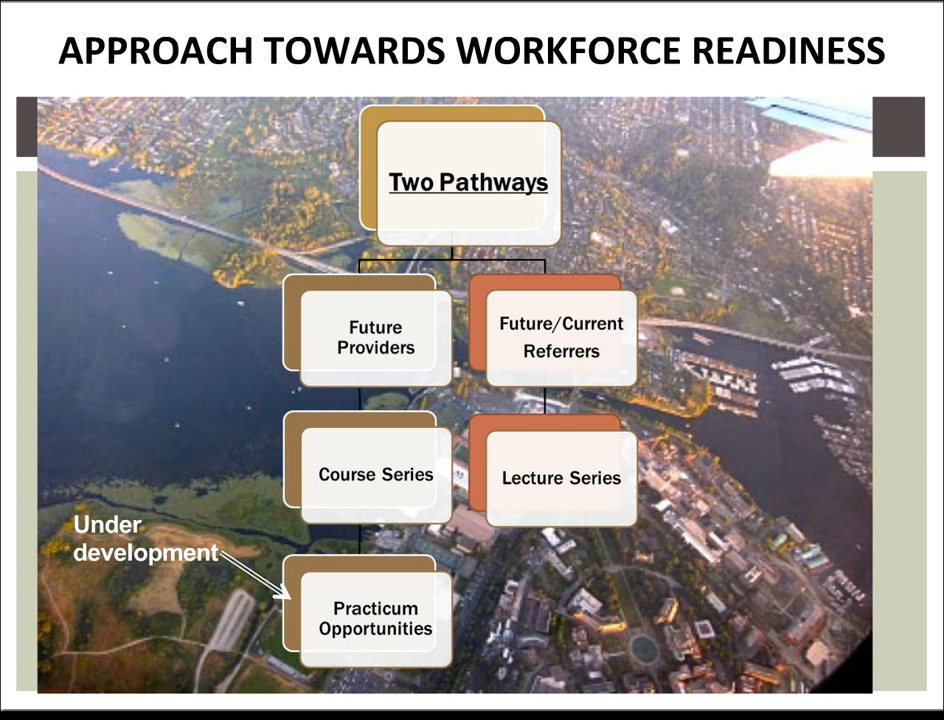 APPROACH TOWARDS WORKFORCE READINESS
Two Pathways
Future
Providers
Future/Current
Referrers
Course Series
Lecture Series
Under
development
Practicum
Opportunities